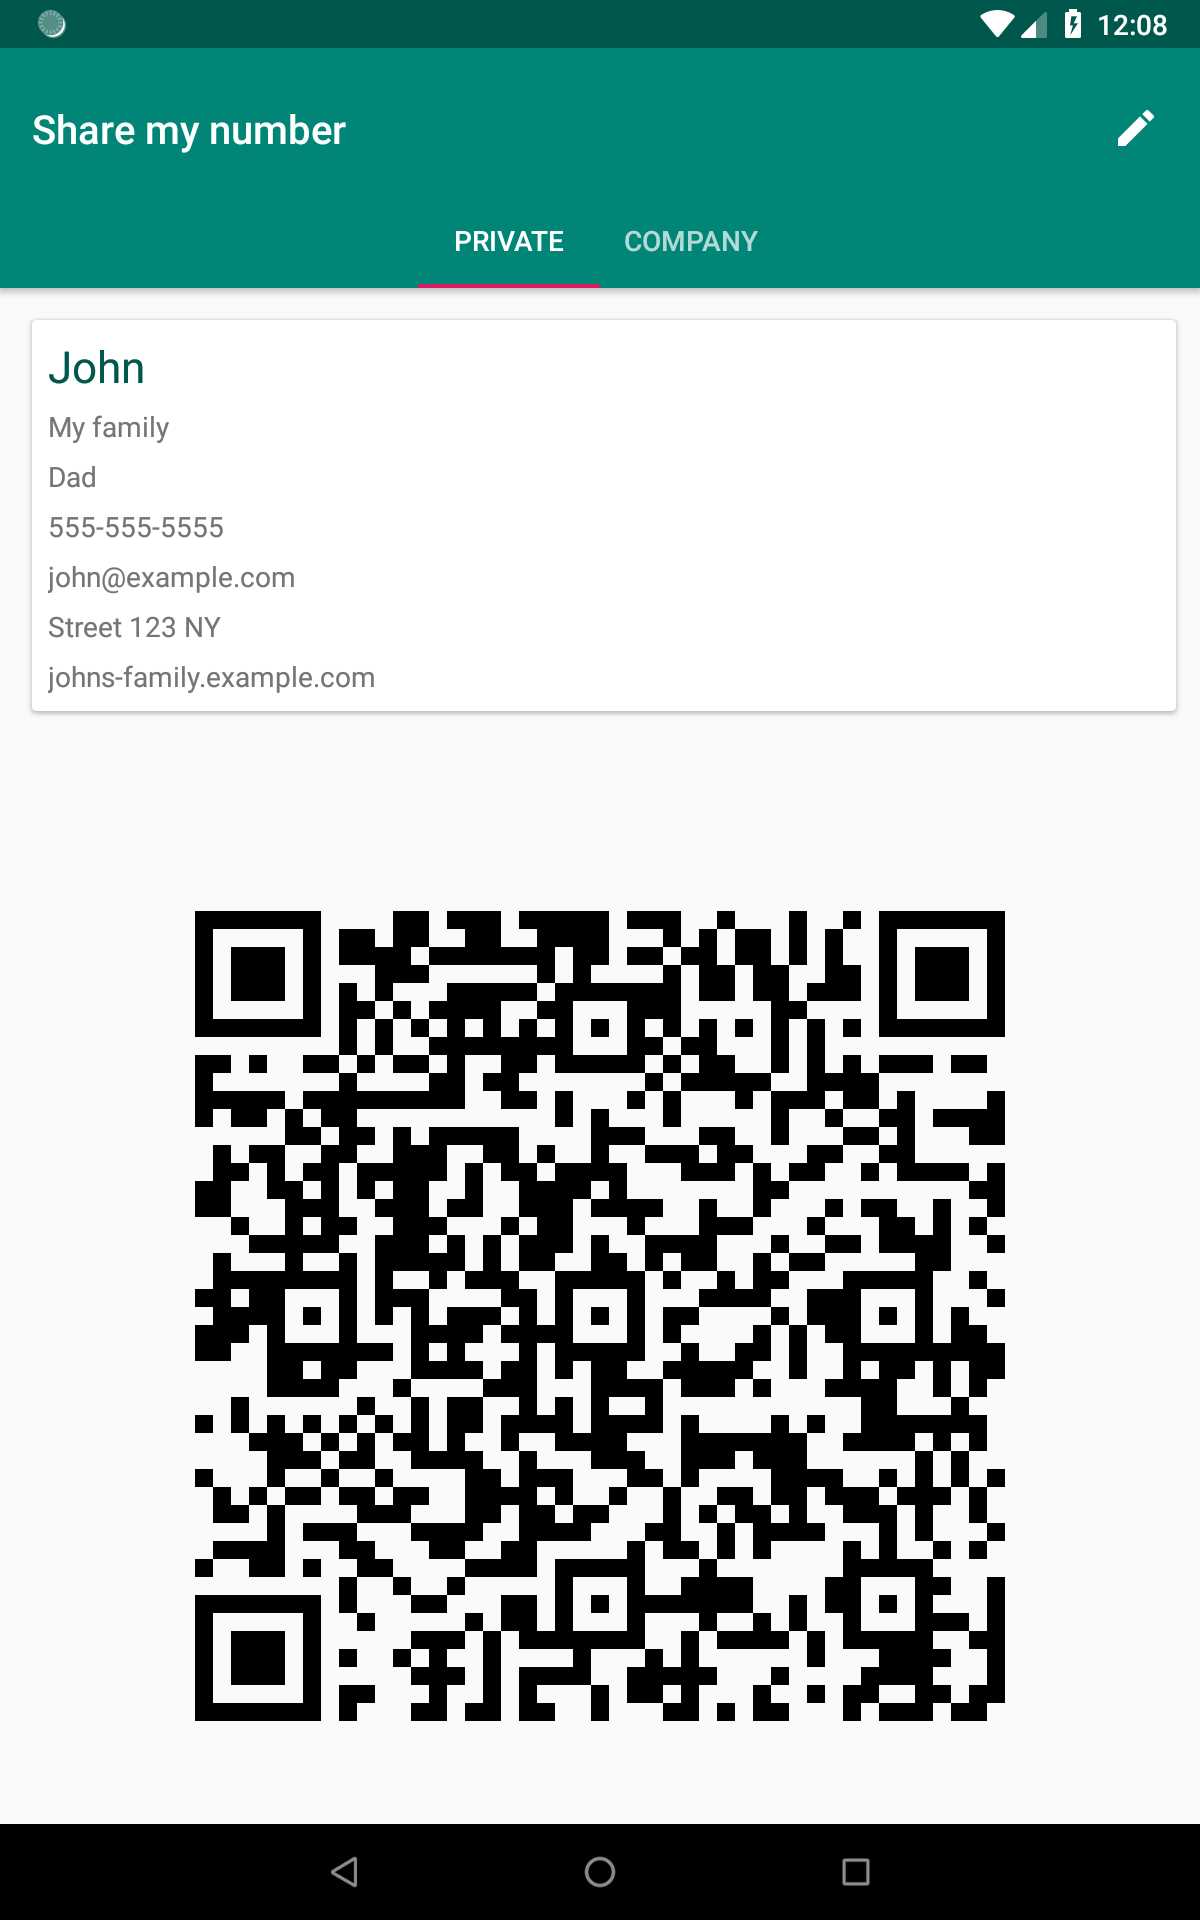 12:08
Share my number
PRIVATE COMPANY
John
My family
Dad
555-555-5555
john@example.com
Street 123 NY
johns-family.example.com